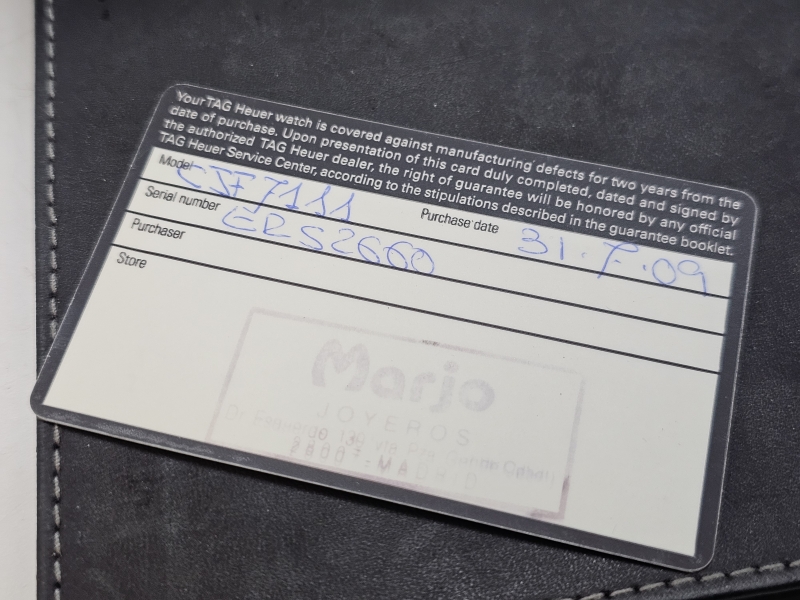 Your TAG Heuer watch is covered against manufacturing defects for two years from the
date of purchase. Upon presentation of this card duly completed, dated and signed by
the authorized TAG Heuer dealer, the right of guarantee will be honored by any official
TAG Heuer Service Center, according to the stipulations described in the guarantee booklet.
Model CJF7111 Purchase date 31.7.09
Serial number ERS2660
Purchaser
Store
Marjo
JOYEROS
MADRID